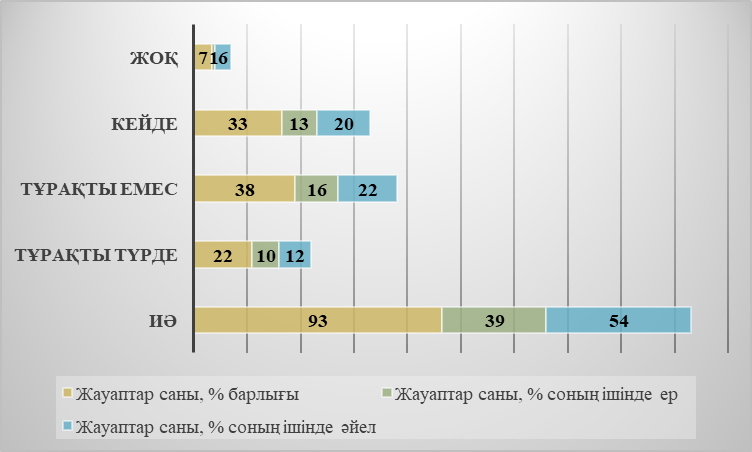 ЖОҚ 7 1 6
КЕЙДЕ 33 13 20
ТҰРАҚТЫ ЕМЕС 38 16 22
ТҰРАҚТЫ ТҮРДЕ 22 10 12
ИӘ 93 39 54
Жауаптар саны, % барлығы Жауаптар саны, % соның ішінде ер
Жауаптар саны, % соның ішінде әйел